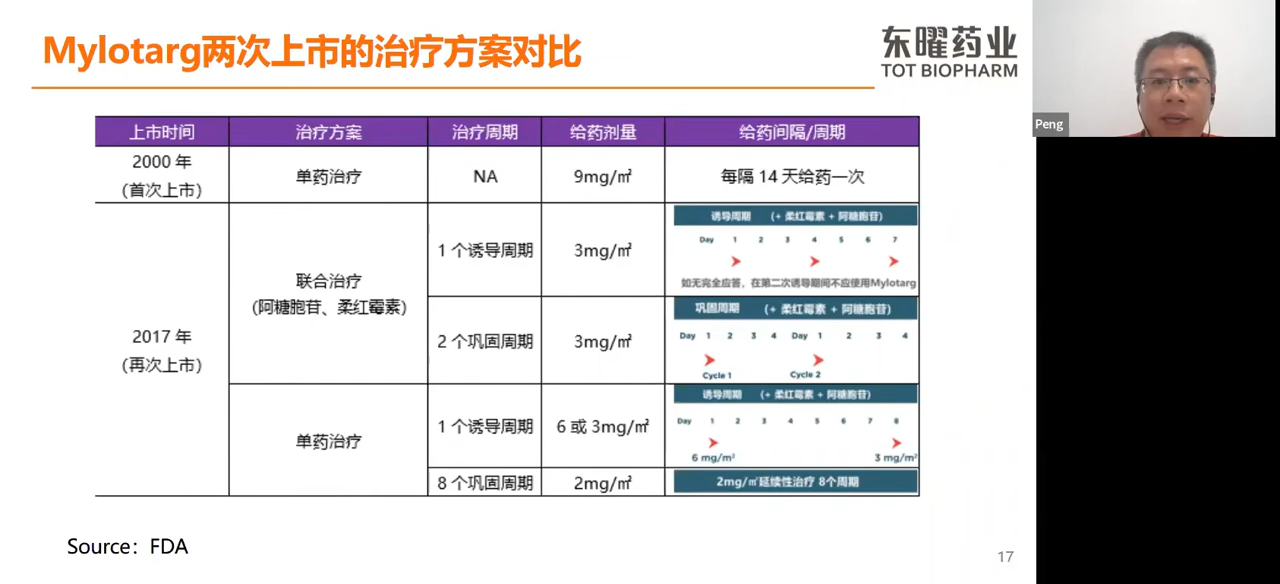 Mylotarg两次上市的治疗方案对比
东曜药业
TOT BIOPHARM
Peng
上市时间 治疗方案 治疗周期 给药剂量 给药间隔/周期
2000 年
(首次上市)
单药治疗
NA
9mg/㎡
每隔 14 天给药一次
2017 年
(再次上市)
联合治疗
(阿糖胞苷、柔红霉素)
1 个诱导周期
3mg/㎡
诱导周期 (+ 柔红霉素 + 阿糖胞苷)
Day 1 2 3 4 5 6 7
如无完全应答，在第二次诱导期间不应使用Mylotarg
2 个巩固周期
3mg/㎡
巩固周期 (+ 柔红霉素 + 阿糖胞苷)
Day 1 2 3 4 Day 1 2 3 4
Cycle 1 Cycle 2
单药治疗
1 个诱导周期
6 或 3mg/㎡
诱导周期 (+ 柔红霉素 + 阿糖胞苷)
Day 1 2 3 4 5 6 7 8
6 mg/m² 3 mg/m²
8 个巩固周期
2mg/㎡
2mg/㎡延续性治疗 8个周期
Source：FDA
17